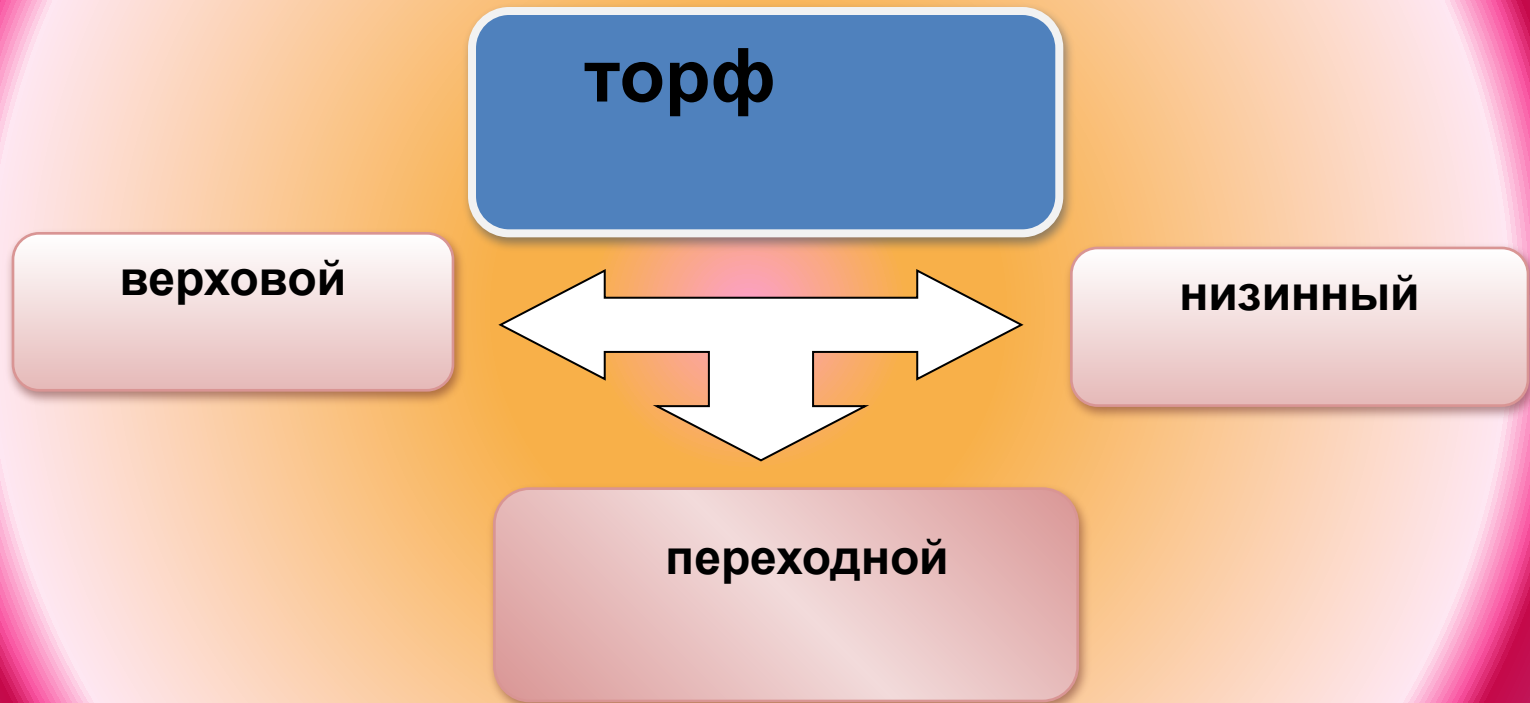 торф
верховой
низинный
переходной